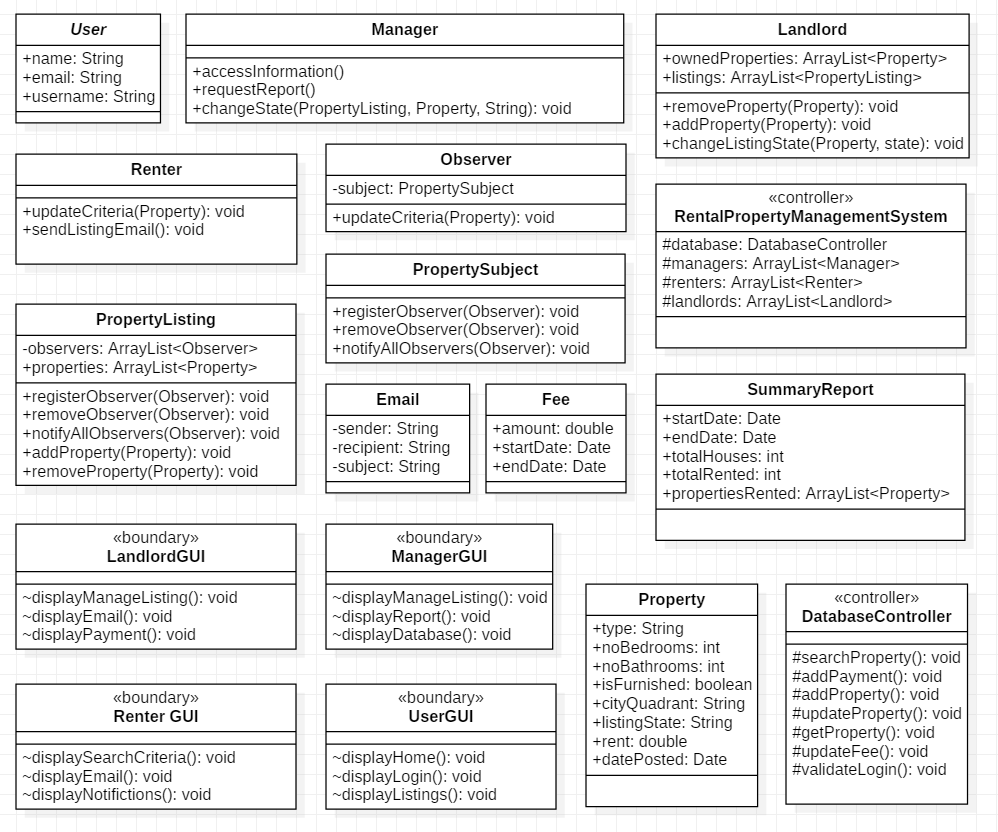 User
+name: String
+email: String
+username: String
Manager
+accessInformation()
+requestReport()
+changeState(PropertyListing, Property, String): void
Landlord
+ownedProperties: ArrayList<Property>
+listings: ArrayList<PropertyListing>
+removeProperty(Property): void
+addProperty(Property): void
+changeListingState(Property, state): void
Renter
+updateCriteria(Property): void
+sendListingEmail(): void
Observer
-subject: PropertySubject
+updateCriteria(Property): void
«controller»
RentalPropertyManagementSystem
#database: DatabaseController
#managers: ArrayList<Manager>
#renters: ArrayList<Renter>
#landlords: ArrayList<Landlord>
PropertySubject
+registerObserver(Observer): void
+removeObserver(Observer): void
+notifyAllObservers(Observer): void
PropertyListing
-observers: ArrayList<Observer>
+properties: ArrayList<Property>
+registerObserver(Observer): void
+removeObserver(Observer): void
+notifyAllObservers(Observer): void
+addProperty(Property): void
+removeProperty(Property): void
Email
-sender: String
-recipient: String
-subject: String
Fee
+amount: double
+startDate: Date
+endDate: Date
SummaryReport
+startDate: Date
+endDate: Date
+totalHouses: int
+totalRented: int
+propertiesRented: ArrayList<Property>
«boundary»
LandlordGUI
~displayManageListing(): void
~displayEmail(): void
~displayPayment(): void
«boundary»
ManagerGUI
~displayManageListing(): void
~displayReport(): void
~displayDatabase(): void
Property
+type: String
+noBedrooms: int
+noBathrooms: int
+isFurnished: boolean
+cityQuadrant: String
+listingState: String
+rent: double
+datePosted: Date
«controller»
DatabaseController
#searchProperty(): void
#addPayment(): void
#addProperty(): void
#updateProperty(): void
#getProperty(): void
#updateFee(): void
#validateLogin(): void
«boundary»
Renter GUI
~displaySearchCriteria(): void
~displayEmail(): void
~displayNotifictions(): void
«boundary»
UserGUI
~displayHome(): void
~displayLogin(): void
~displayListings(): void